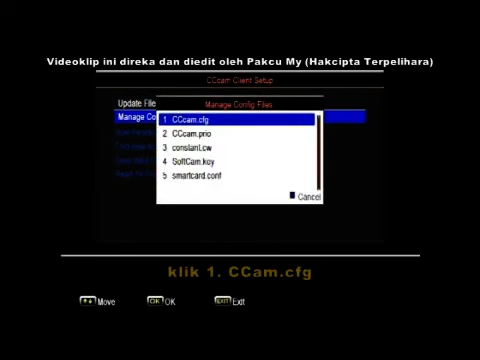 Videoklip ini direka dan diedit oleh Pakcu My (Hakcipta Terpelihara)
CCcam Client Setup
Update File
Manage Config Files
Manage Co
1 CCcam.cfg
2 CCcam.prio
3 constant.cw
4 SoftCam.key
5 smartcard.conf
Cancel
klik 1. CCam.cfg
Move OK OK EXIT Exit